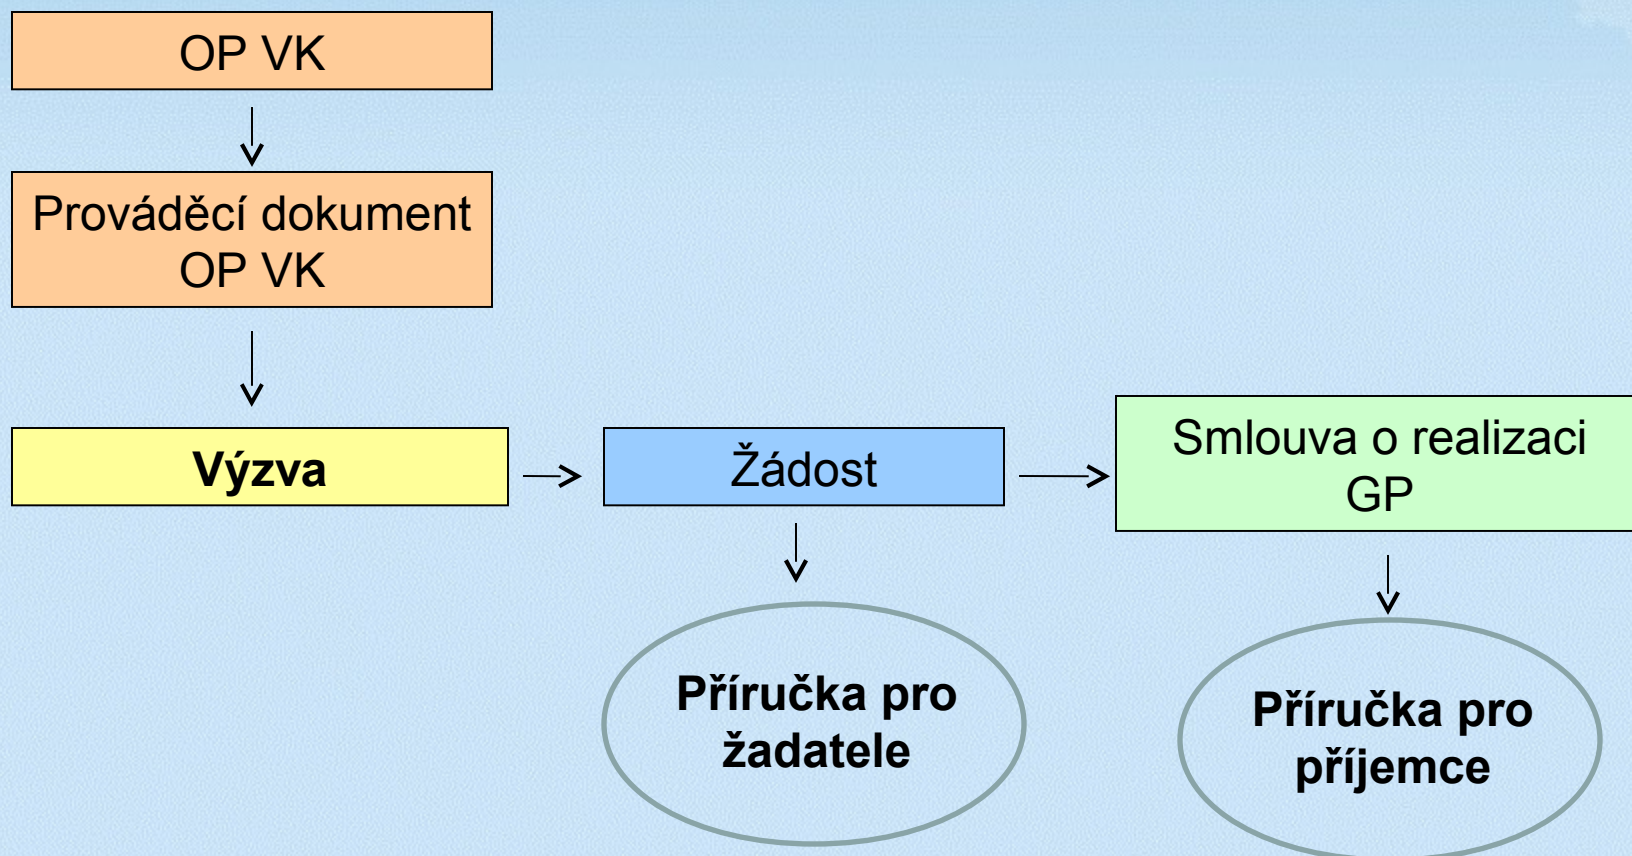 OP VK
Prováděcí dokument
OP VK
Výzva
Žádost
Smlouva o realizaci
GP
Příručka pro
žadatele
Příručka pro
příjemce